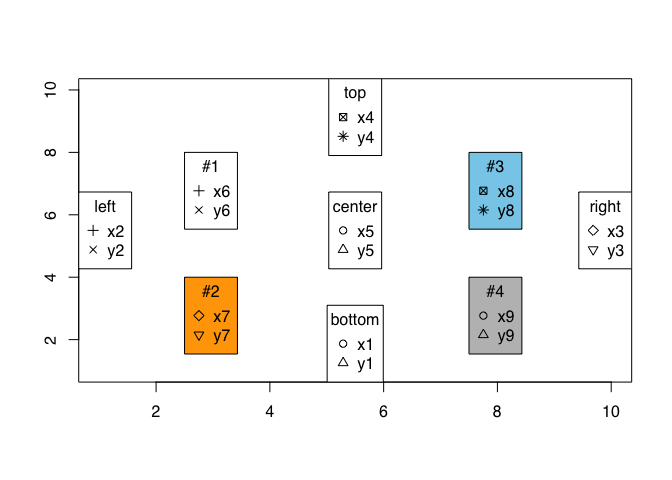 10
8
6
4
2
top
x4
y4
#1
x6
y6
#3
x8
y8
left
x2
y2
center
x5
y5
right
x3
y3
#2
x7
y7
#4
x9
y9
bottom
x1
y1
2 4 6 8 10